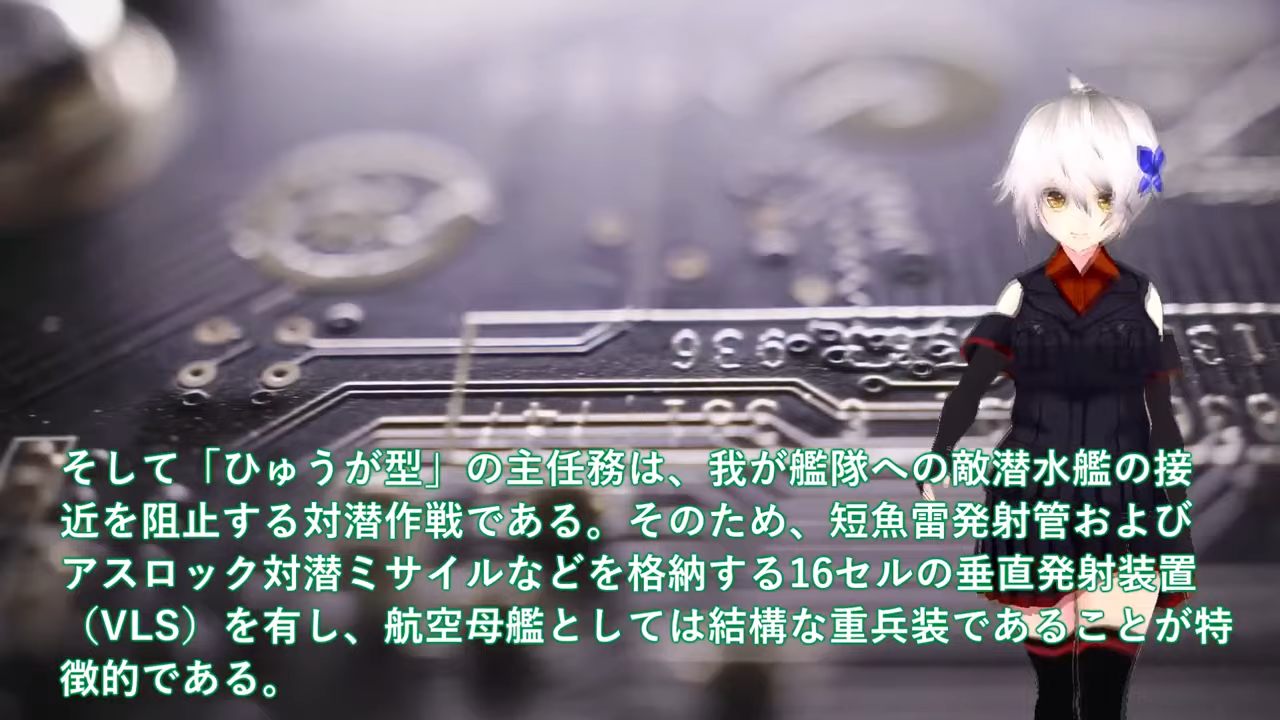 そして「ひゅうが型」の主任務は、我が艦隊への敵潜水艦の接
近を阻止する対潜作戦である。そのため、短魚雷発射管および
アスロック対潜ミサイルなどを格納する16セルの垂直発射装置
（VLS）を有し、航空母艦としては結構な重兵装であることが特
徴的である。